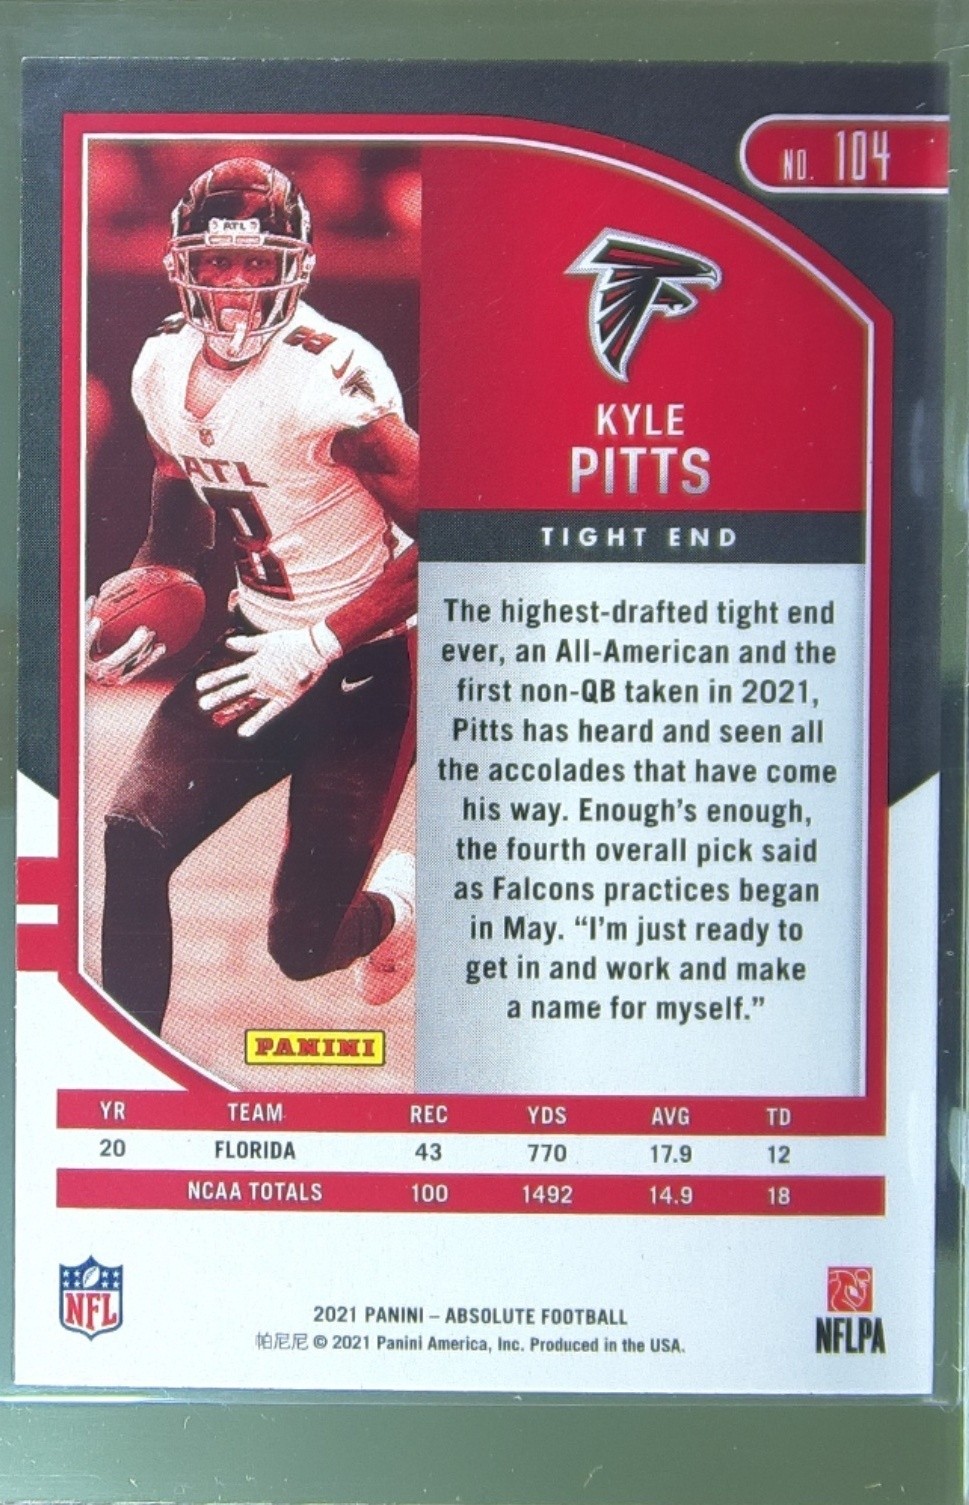 NO. 104
ATL
ATL
8
8
KYLE
PITTS
TIGHT END
The highest-drafted tight end
ever, an All-American and the
first non-QB taken in 2021,
Pitts has heard and seen all
the accolades that have come
his way. Enough’s enough,
the fourth overall pick said
as Falcons practices began
in May. “I’m just ready to
get in and work and make
a name for myself.”
PANINI
YR TEAM REC YDS AVG TD
20 FLORIDA 43 770 17.9 12
NCAA TOTALS 100 1492 14.9 18
NFL
2021 PANINI – ABSOLUTE FOOTBALL
帕尼尼 © 2021 Panini America, Inc. Produced in the USA.
NFLPA